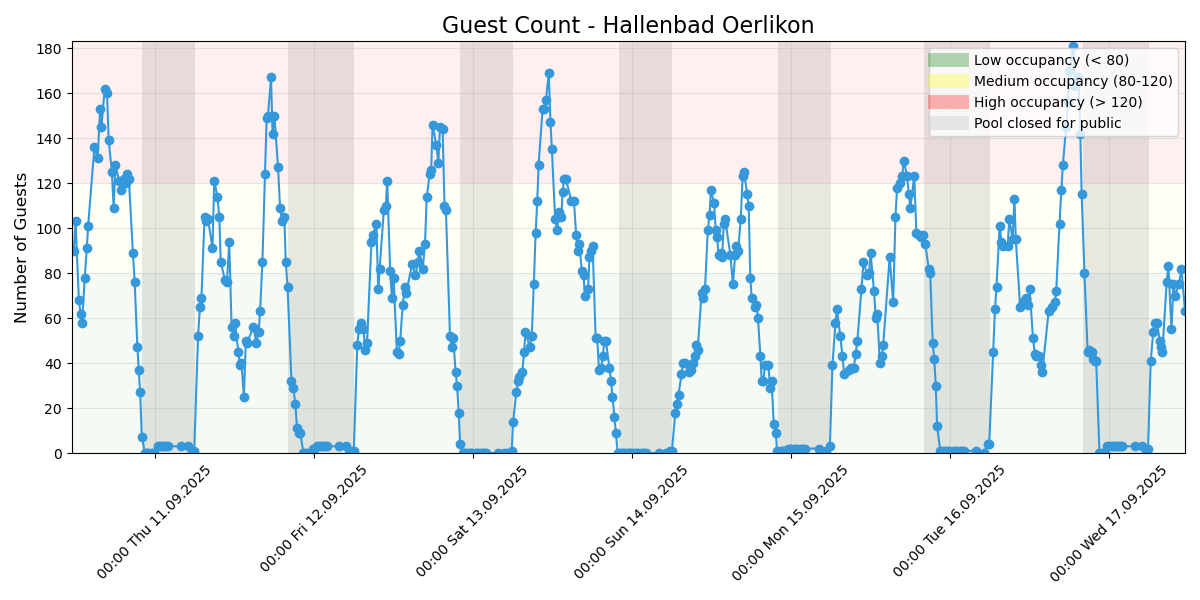 Guest Count - Hallenbad Oerlikon
Number of Guests
180
160
140
120
100
80
60
40
20
0
Low occupancy (< 80)
Medium occupancy (80-120)
High occupancy (> 120)
Pool closed for public
00:00 Thu 11.09.2025
00:00 Fri 12.09.2025
00:00 Sat 13.09.2025
00:00 Sun 14.09.2025
00:00 Mon 15.09.2025
00:00 Tue 16.09.2025
00:00 Wed 17.09.2025